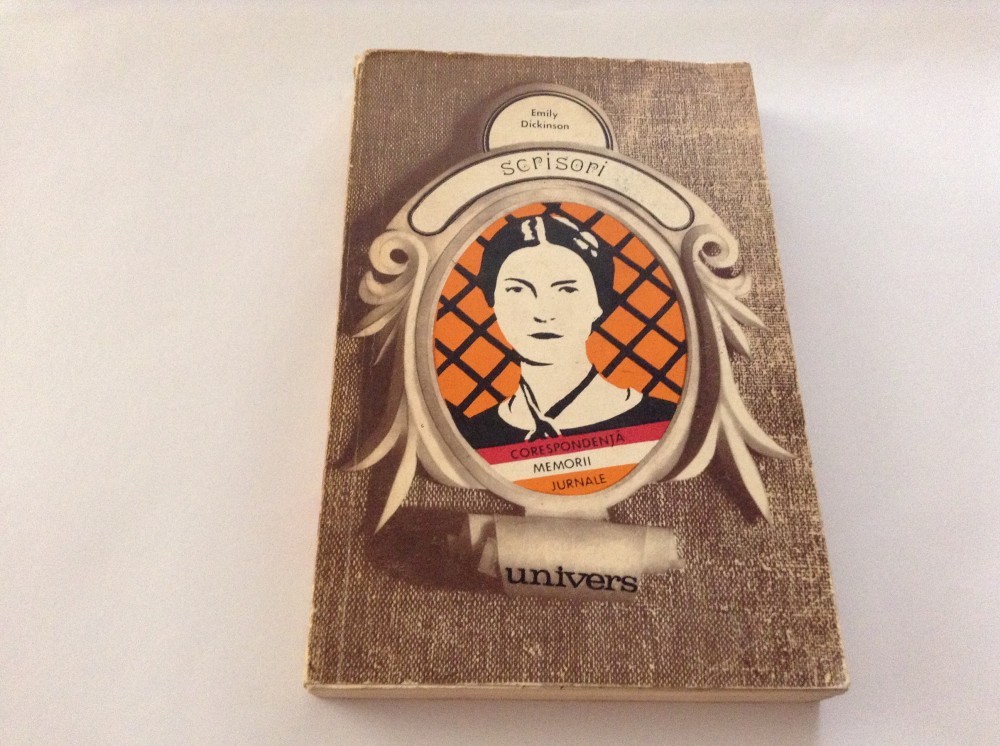 Emily
Dickinson
scrisori
CORESPONDENȚĂ
MEMORII
JURNALE
univers